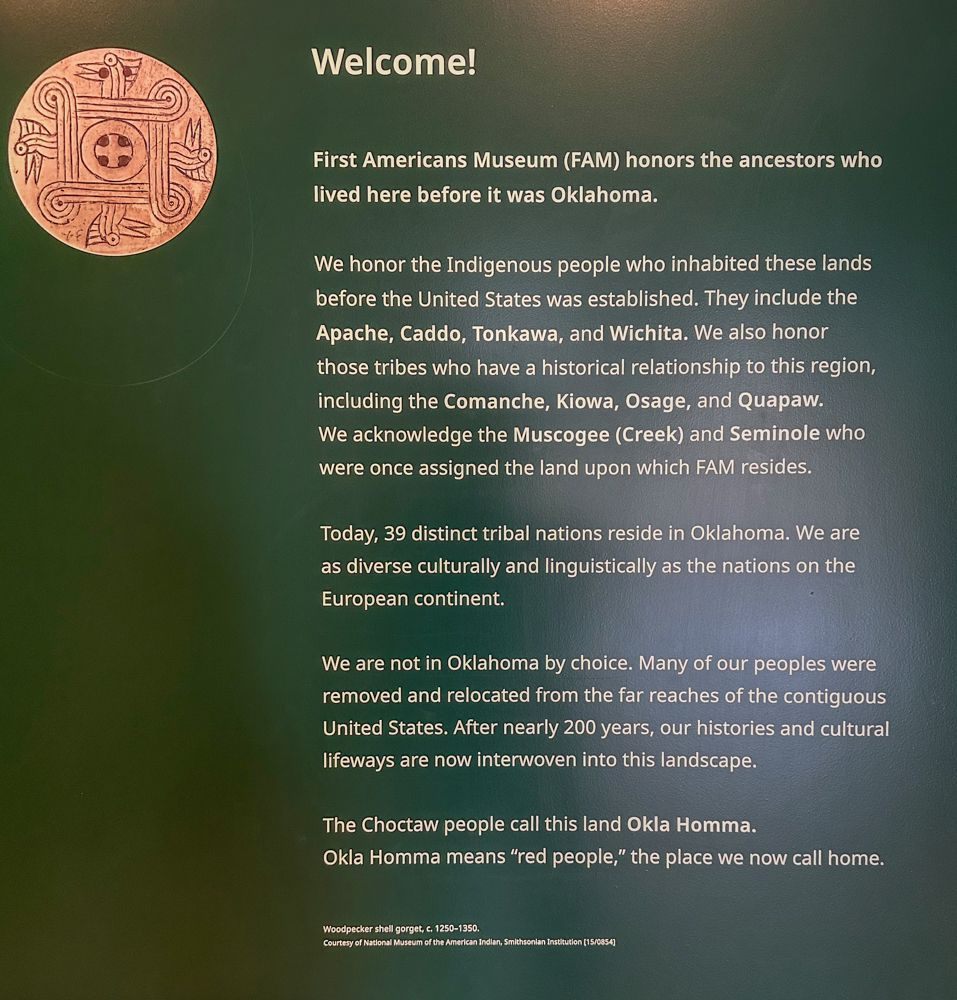 Welcome!
First Americans Museum (FAM) honors the ancestors who
lived here before it was Oklahoma.
We honor the Indigenous people who inhabited these lands
before the United States was established. They include the
Apache, Caddo, Tonkawa, and Wichita. We also honor
those tribes who have a historical relationship to this region,
including the Comanche, Kiowa, Osage, and Quapaw.
We acknowledge the Muscogee (Creek) and Seminole who
were once assigned the land upon which FAM resides.
Today, 39 distinct tribal nations reside in Oklahoma. We are
as diverse culturally and linguistically as the nations on the
European continent.
We are not in Oklahoma by choice. Many of our peoples were
removed and relocated from the far reaches of the contiguous
United States. After nearly 200 years, our histories and cultural
lifeways are now interwoven into this landscape.
The Choctaw people call this land Okla Homma.
Okla Homma means “red people,” the place we now call home.
Woodpecker shell gorget, c. 1250–1350.
Courtesy of National Museum of the American Indian, Smithsonian Institution [15/0854]